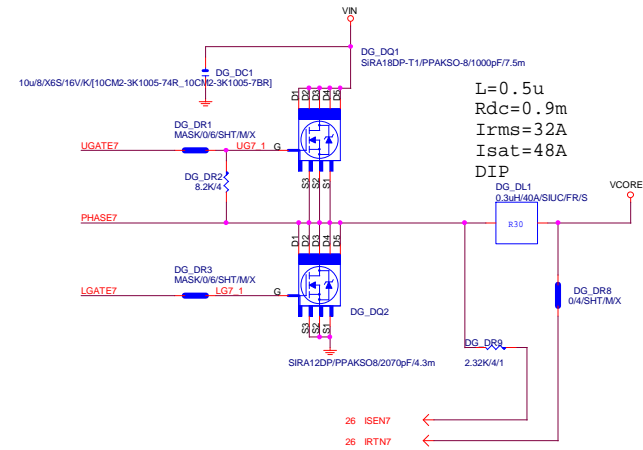 VIN
DG_DQ1
SiRA18DP-T1/PPAKSO-8/1000pF/7.5m
DG_DC1
10u/8/X6S/16V/K/[10CM2-3K1005-74R_10CM2-3K1005-7BR]
L=0.5u
Rdc=0.9m
Irms=32A
Isat=48A
DIP
D1
D2
D3
D4
D5
DG_DR1
MASK/0/6/SHT/M/X
UGATE7
UG7_1
G
DG_DR2
8.2K/4
S3
S2
S1
DG_DL1
0.3uH/40A/SIUC/FR/S
VCORE
R30
PHASE7
D1
D2
D3
D4
D5
DG_DR3
MASK/0/6/SHT/M/X
LGATE7
LG7_1
G
DG_DQ2
S3
S2
S1
DG_DR8
0/4/SHT/M/X
SIRA12DP/PPAKSO8/2070pF/4.3m
DG_DR9
2.32K/4/1
26 ISEN7
26 IRTN7